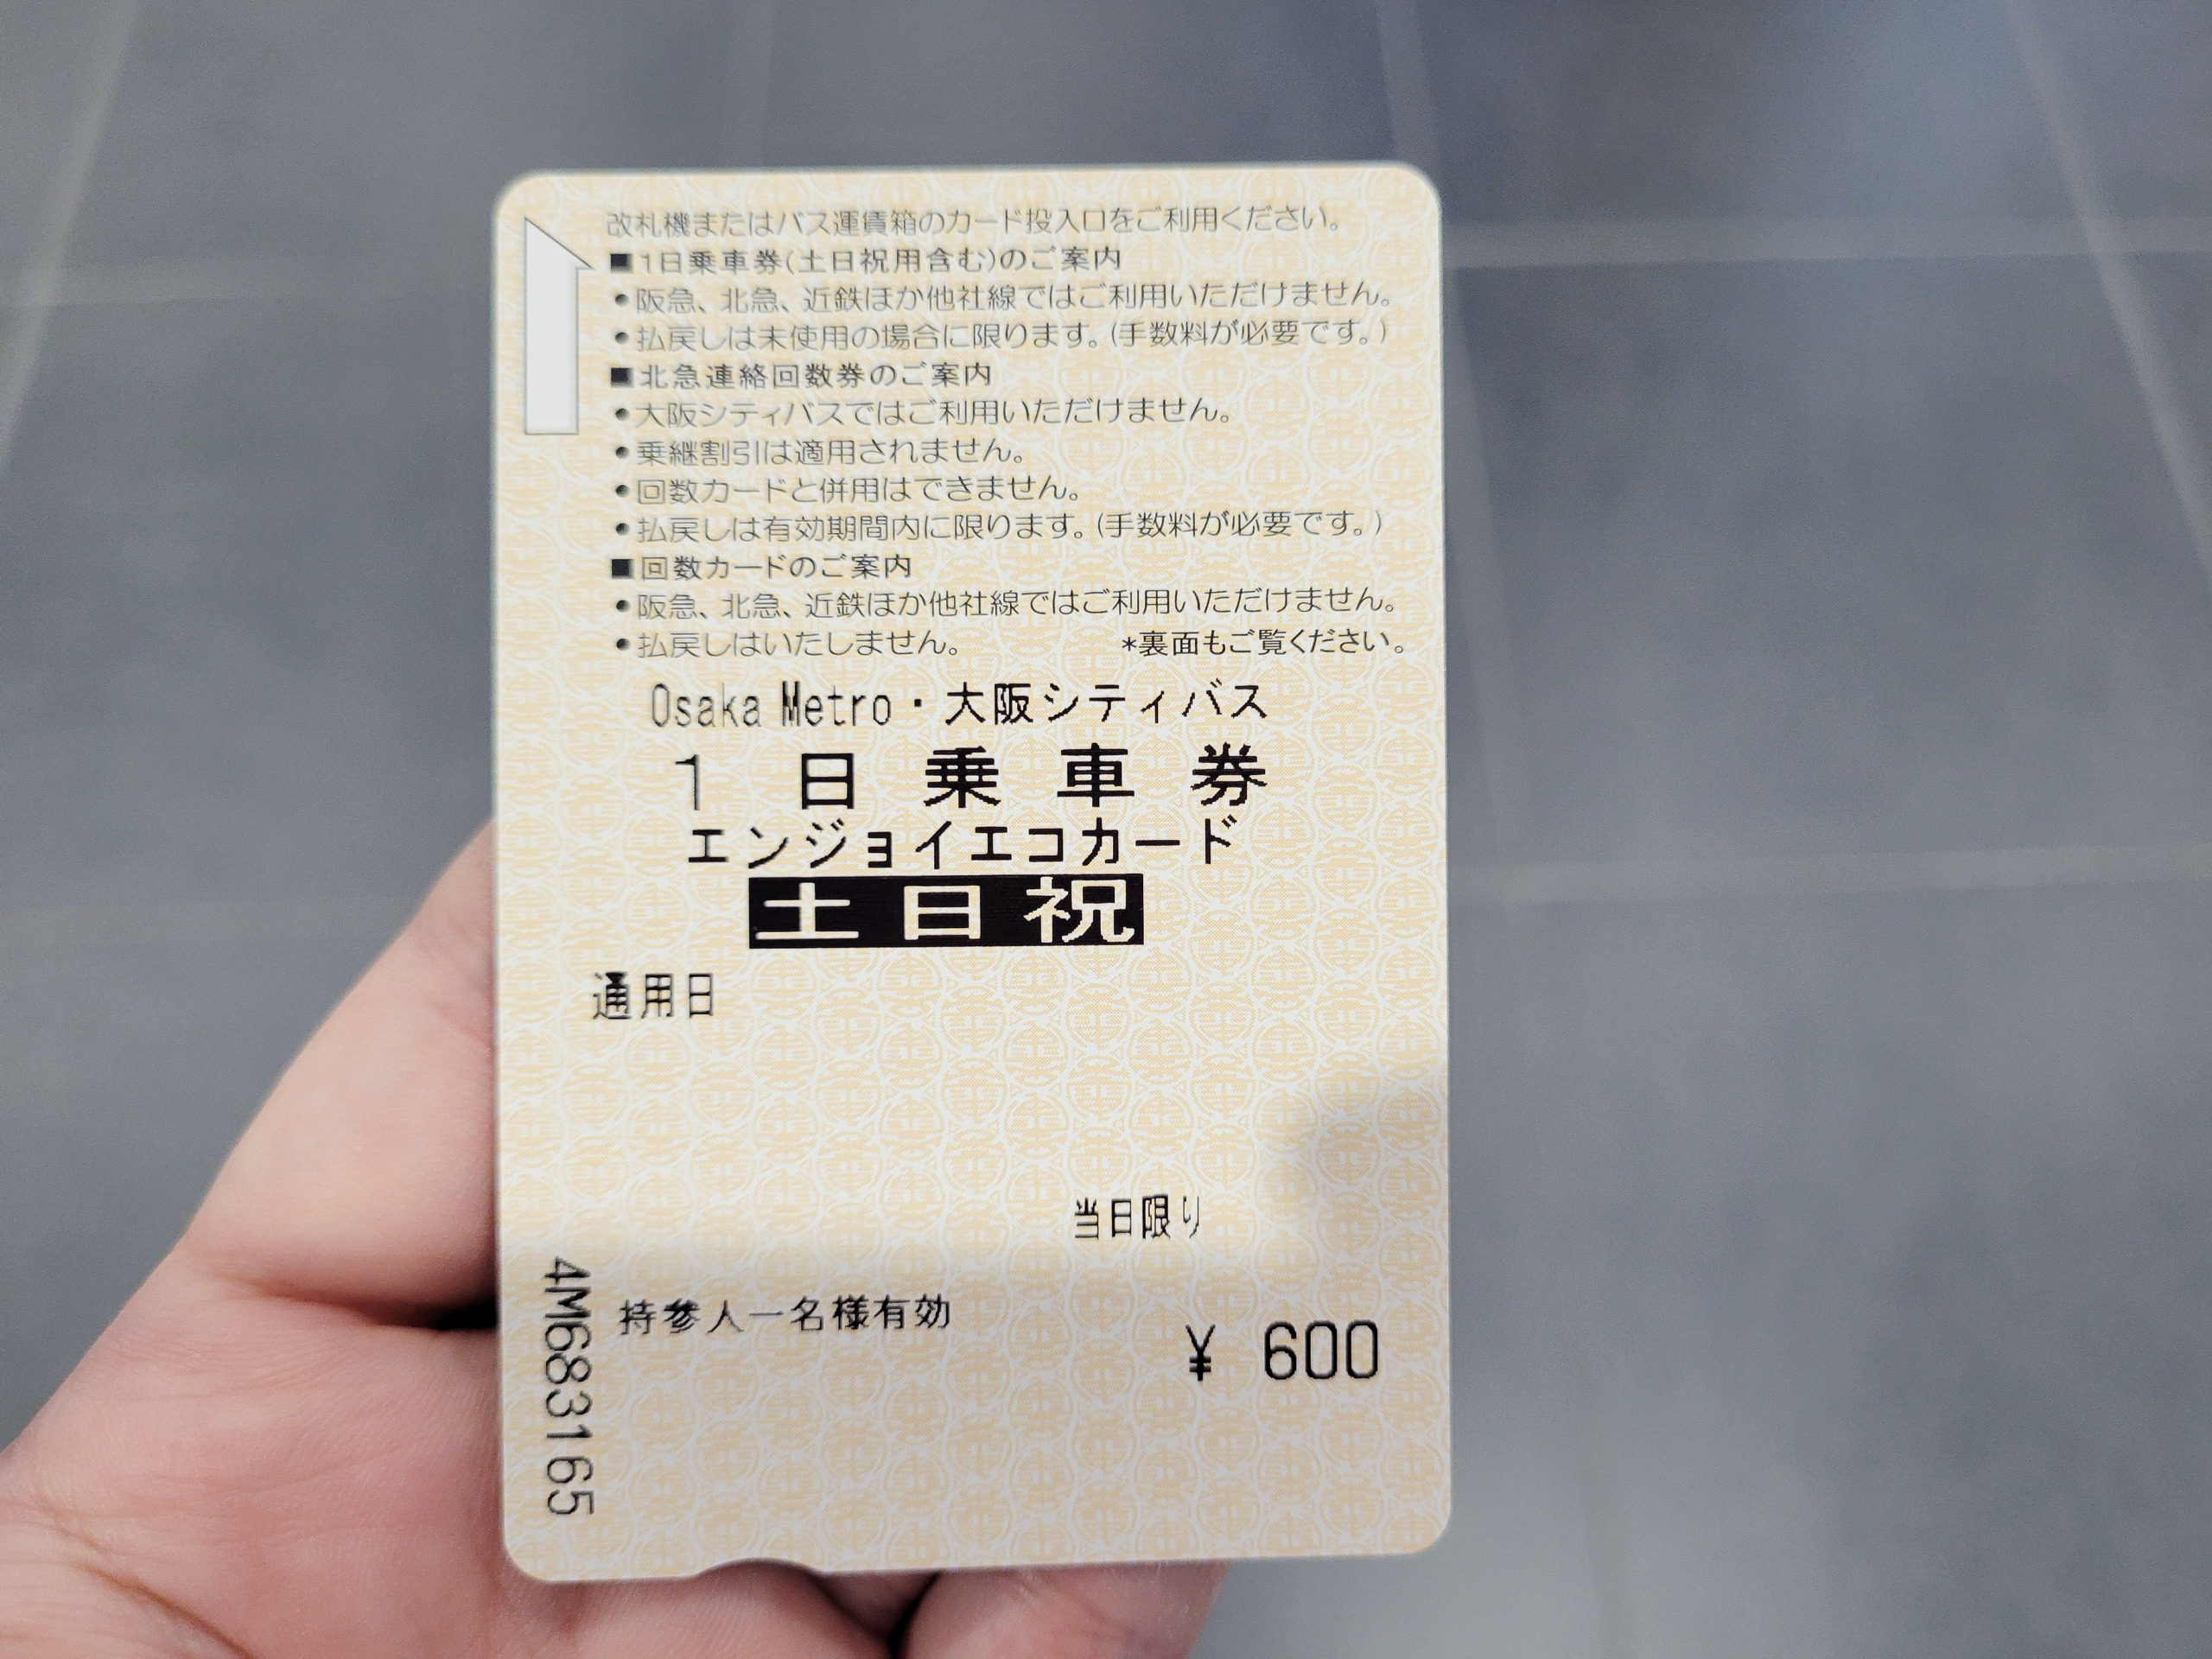 改札機またはバス運賃箱のカード投入口をご利用ください。
■1日乗車券(土日祝用含む)のご案内
●阪急、北急、近鉄ほか他社線ではご利用いただけません。
●払戻しは未使用の場合に限ります。(手数料が必要です。)
■北急連絡回数券のご案内
●大阪シティバスではご利用いただけません。
●乗継割引は適用されません。
●回数カードと併用はできません。
●払戻しは有効期間内に限ります。(手数料が必要です。)
■回数カードのご案内
●阪急、北急、近鉄ほか他社線ではご利用いただけません。
●払戻しはいたしません。 *裏面もご覧ください。
Osaka Metro・大阪シティバス
1日乗車券
エンジョイエコカード
土日祝
通用日
当日限り
持参人一名様有効
¥ 600
4M683165